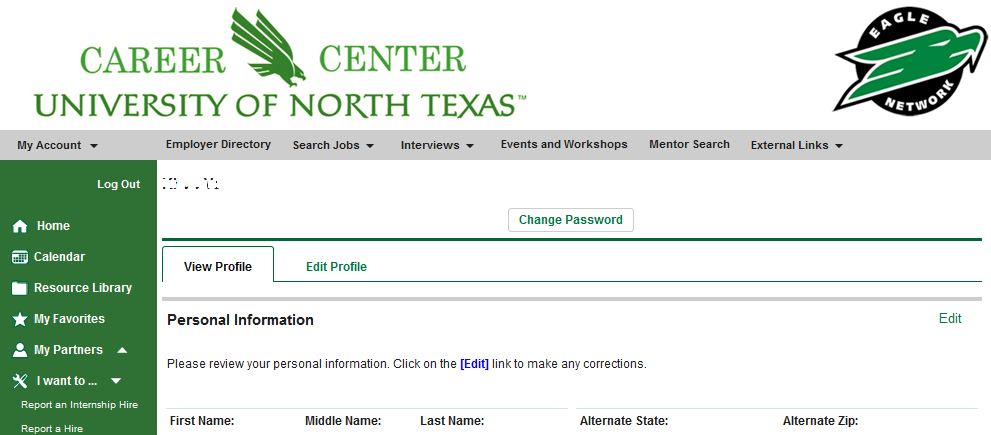 CAREER CENTER
UNIVERSITY OF NORTH TEXAS™
EAGLE NETWORK
My Account Employer Directory Search Jobs Interviews Events and Workshops Mentor Search External Links
Log Out
Change Password
Home
Calendar
Resource Library
My Favorites
My Partners
I want to ...
Report an Internship Hire
Report a Hire
View Profile Edit Profile
Personal Information Edit
Please review your personal information. Click on the [Edit] link to make any corrections.
First Name: Middle Name: Last Name: Alternate State: Alternate Zip: